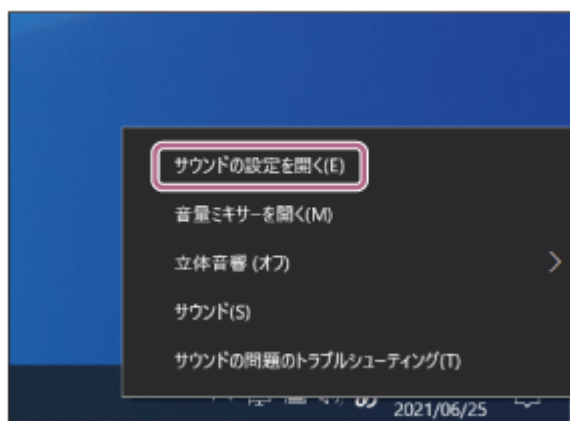 サウンドの設定を開く(E)
音量ミキサーを開く(M)
立体音響 (オフ)
サウンド(S)
サウンドの問題のトラブルシューティング(T)
あ
2021/06/25